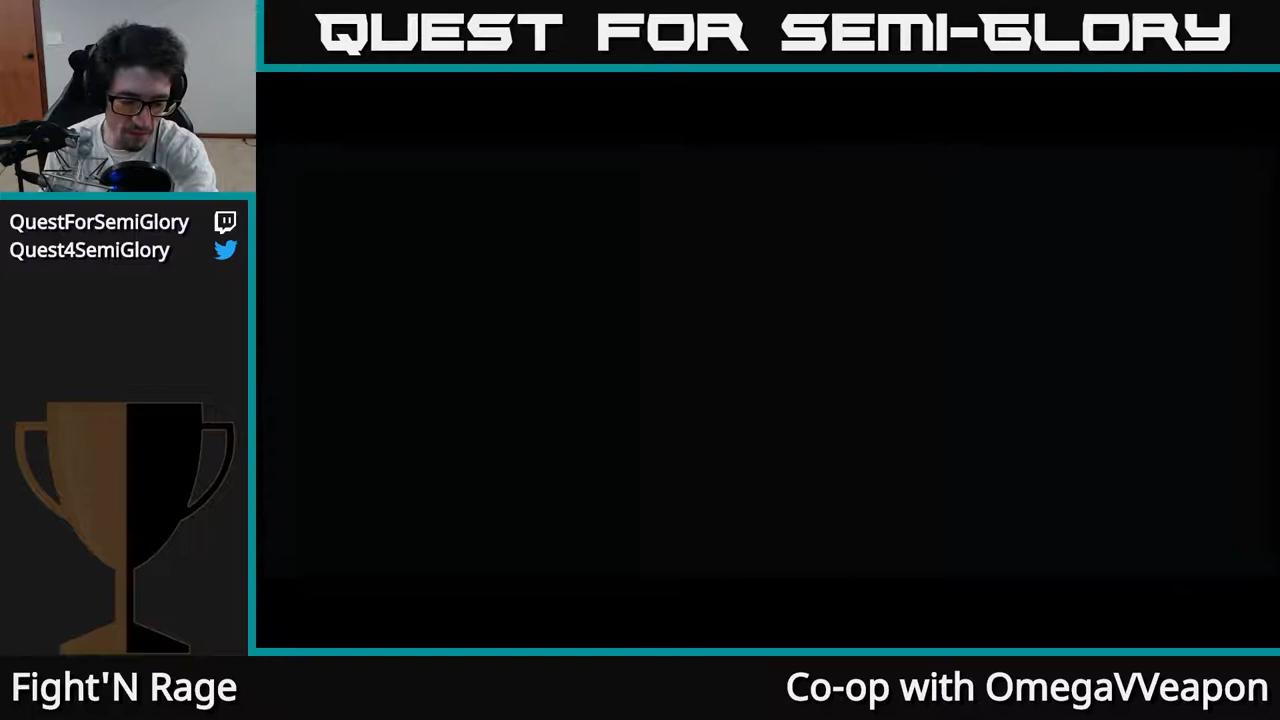 QUEST FOR SEMI-GLORY
QuestForSemiGlory
Quest4SemiGlory
Fight'N Rage
Co-op with OmegaVVeapon